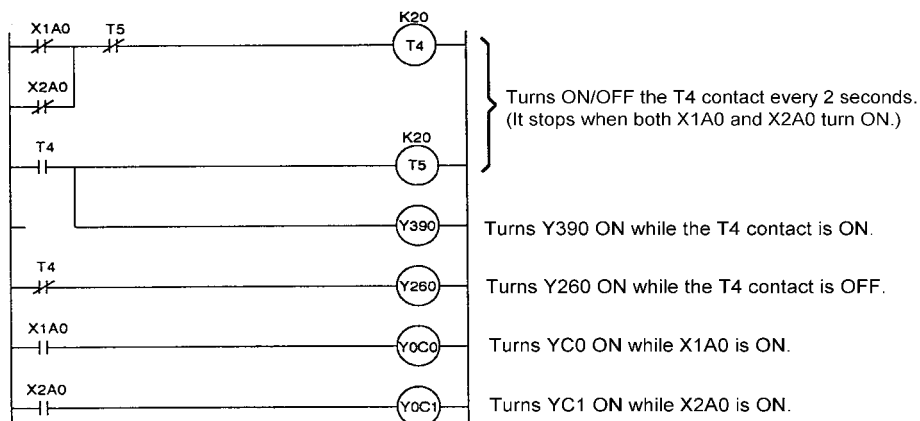 X1A0 T5 K20
T4
X2A0
Turns ON/OFF the T4 contact every 2 seconds.
(It stops when both X1A0 and X2A0 turn ON.)
T4 K20
T5
Y390 Turns Y390 ON while the T4 contact is ON.
T4
Y260 Turns Y260 ON while the T4 contact is OFF.
X1A0
Y0C0 Turns YC0 ON while X1A0 is ON.
X2A0
Y0C1 Turns YC1 ON while X2A0 is ON.